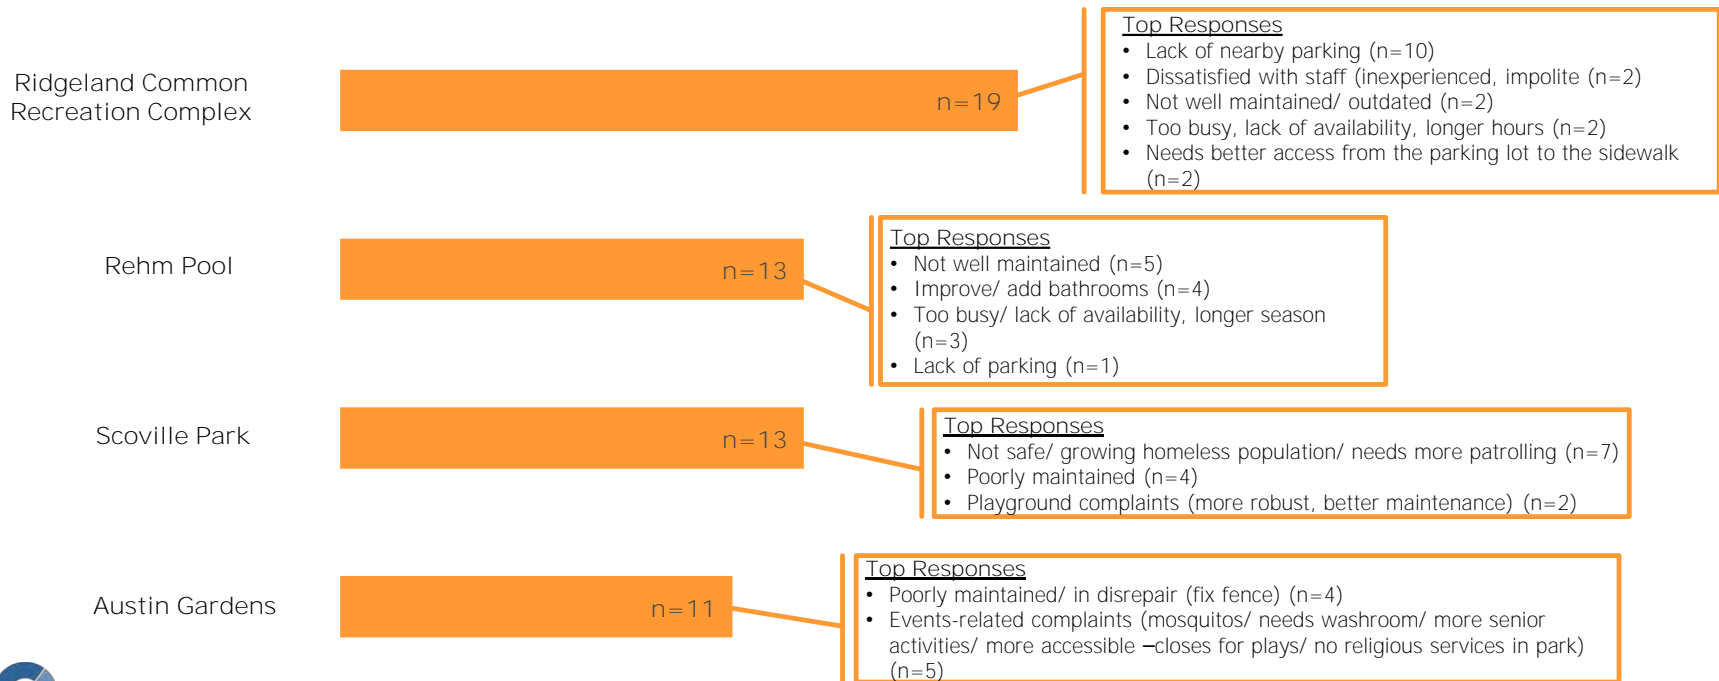 Ridgeland Common
Recreation Complex
n=19
Top Responses
• Lack of nearby parking (n=10)
• Dissatisfied with staff (inexperienced, impolite (n=2)
• Not well maintained/ outdated (n=2)
• Too busy, lack of availability, longer hours (n=2)
• Needs better access from the parking lot to the sidewalk
(n=2)
Rehm Pool
n=13
Top Responses
• Not well maintained (n=5)
• Improve/ add bathrooms (n=4)
• Too busy/ lack of availability, longer season
(n=3)
• Lack of parking (n=1)
Scoville Park
n=13
Top Responses
• Not safe/ growing homeless population/ needs more patrolling (n=7)
• Poorly maintained (n=4)
• Playground complaints (more robust, better maintenance) (n=2)
Austin Gardens
n=11
Top Responses
• Poorly maintained/ in disrepair (fix fence) (n=4)
• Events-related complaints (mosquitos/ needs washroom/ more senior
activities/ more accessible –closes for plays/ no religious services in park)
(n=5)